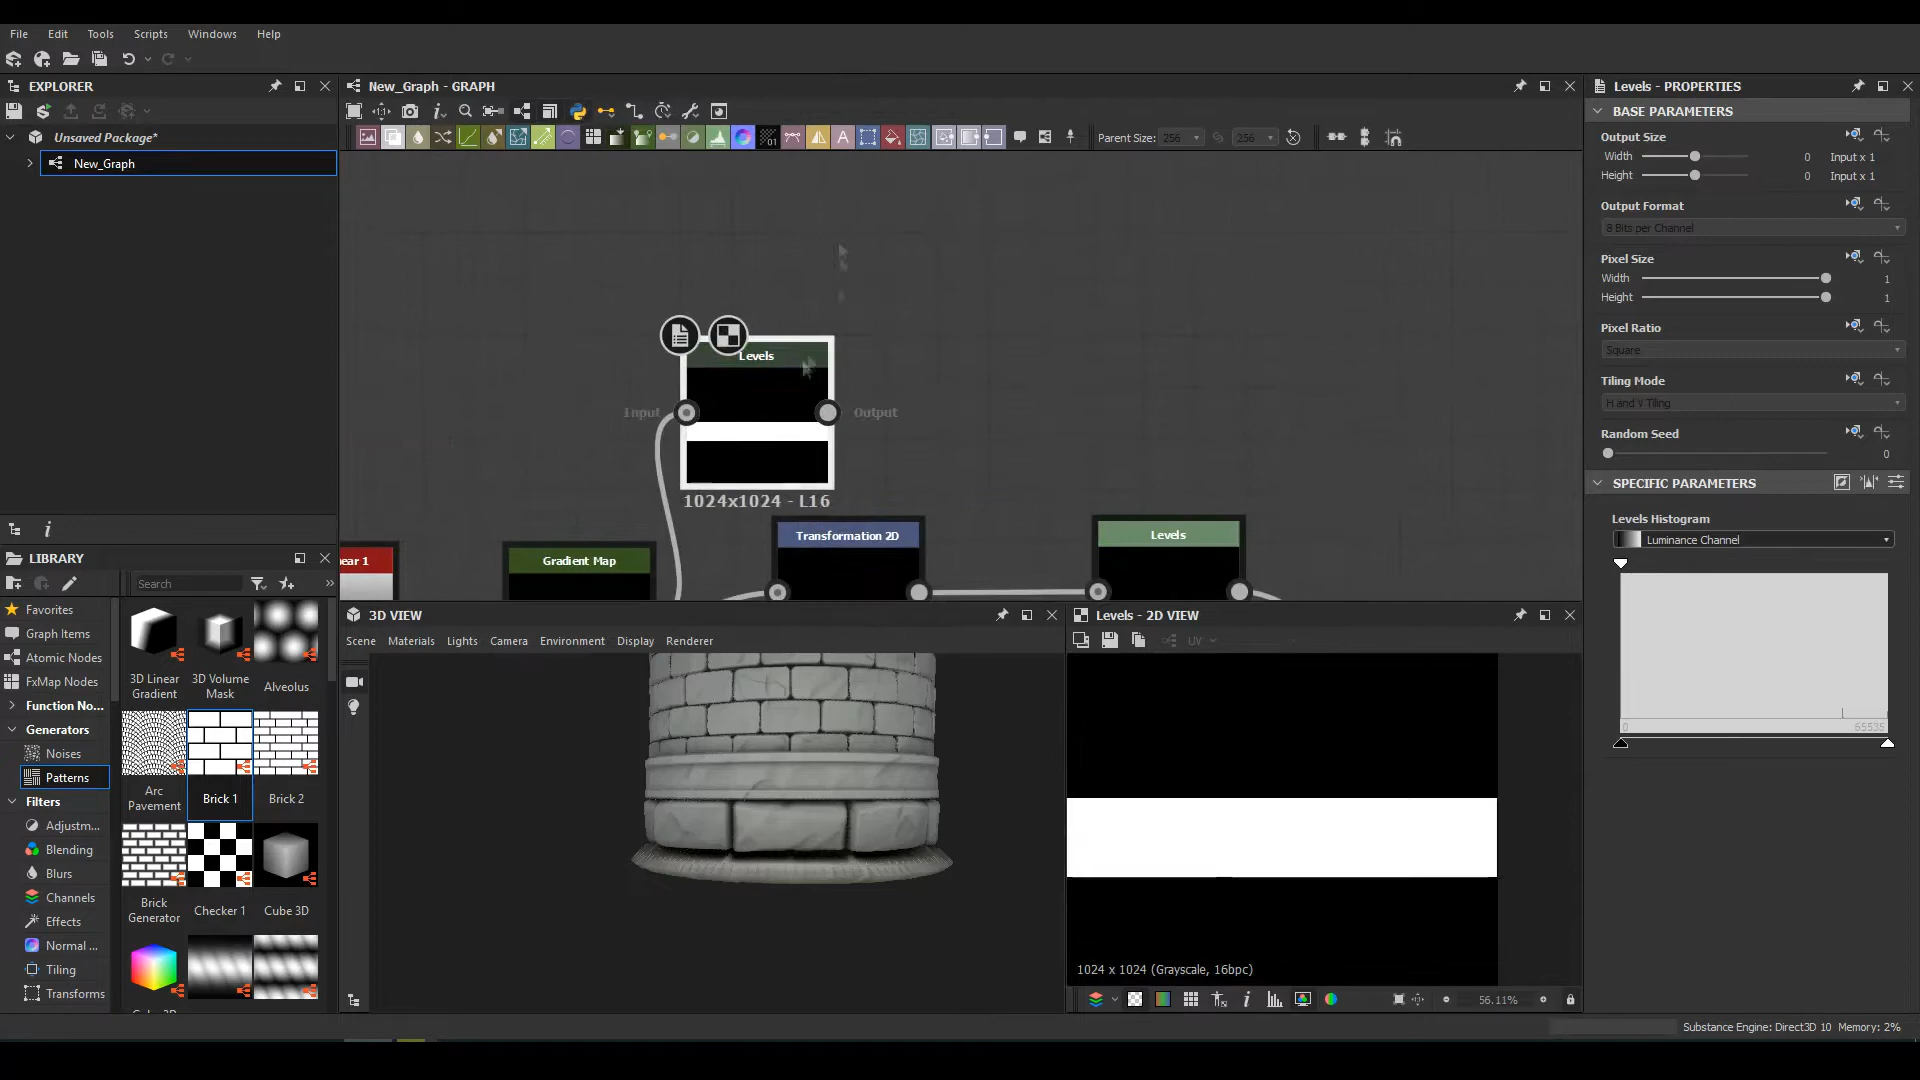 File Edit Tools Scripts Windows Help
EXPLORER
Unsaved Package*
New_Graph
New_Graph - GRAPH
Parent Size: 256 256
Levels
Input
Output
1024x1024 - L16
near 1
Gradient Map
Transformation 2D
Levels
LIBRARY
Search
Favorites
Graph Items
Atomic Nodes
FxMap Nodes
Function No...
Generators
Noises
Patterns
Filters
Adjustm...
Blending
Blurs
Channels
Effects
Normal ...
Tiling
Transforms
3D Linear Gradient
3D Volume Mask
Alveolus
Arc Pavement
Brick 1
Brick 2
Brick Generator
Checker 1
Cube 3D
3D VIEW
Scene Materials Lights Camera Environment Display Renderer
Levels - 2D VIEW
UV
1024 x 1024 (Grayscale, 16bpc)
56.11%
Levels - PROPERTIES
BASE PARAMETERS
Output Size
Width 0 Input x 1
Height 0 Input x 1
Output Format
8 Bits per Channel
Pixel Size
Width 1
Height 1
Pixel Ratio
Square
Tiling Mode
H and V Tiling
Random Seed
0
SPECIFIC PARAMETERS
Levels Histogram
Luminance Channel
0 65535
Substance Engine: Direct3D 10 Memory: 2%